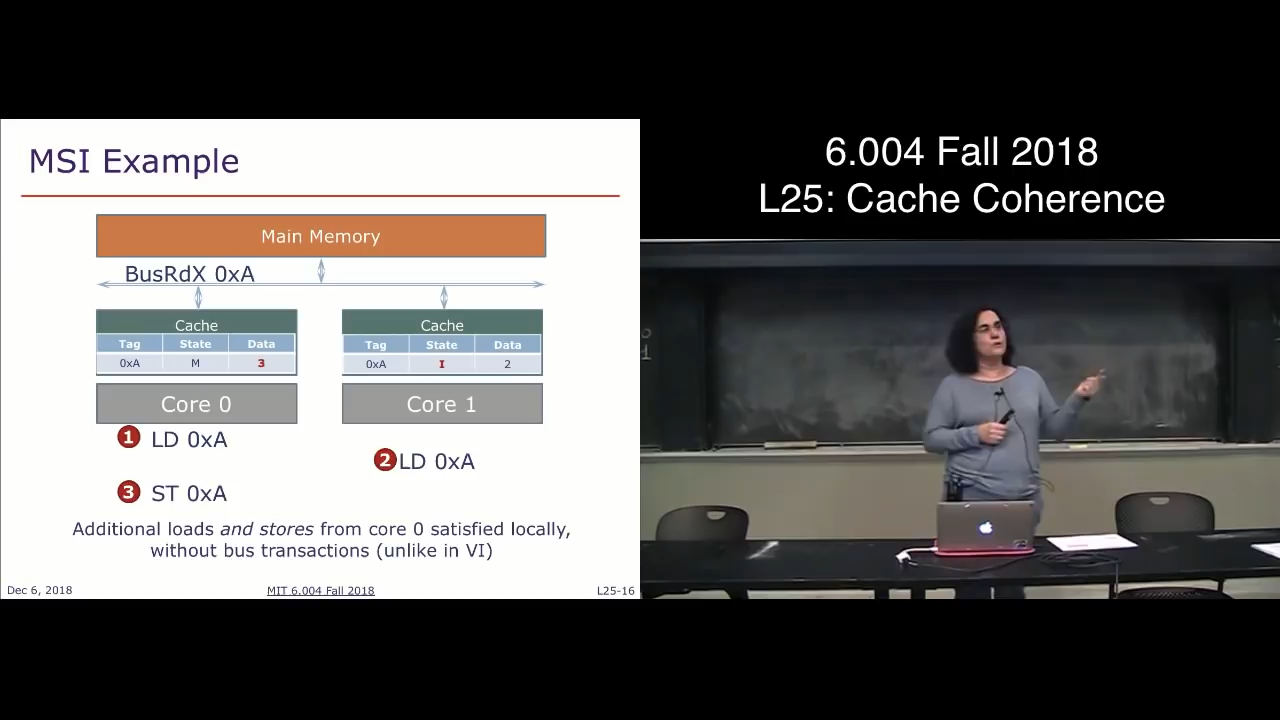 MSI Example
Main Memory
BusRdX 0xA
Cache
Tag State Data
0xA M 3
Core 0
Cache
Tag State Data
0xA I 2
Core 1
1 LD 0xA
2 LD 0xA
3 ST 0xA
Additional loads and stores from core 0 satisfied locally,
without bus transactions (unlike in VI)
Dec 6, 2018
MIT 6.004 Fall 2018
L25-16
6.004 Fall 2018
L25: Cache Coherence